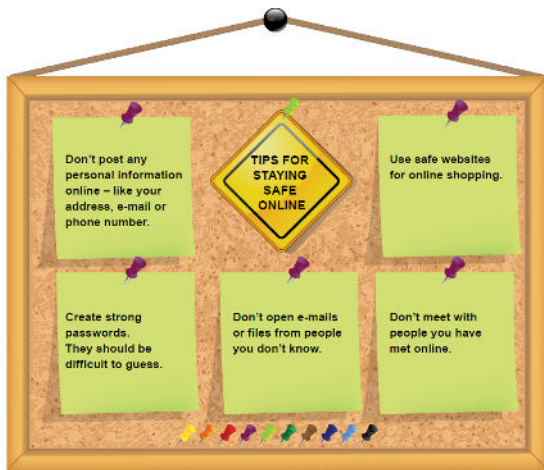 Don't post any
personal information
online – like your
address, e-mail or
phone number.
TIPS FOR
STAYING
SAFE
ONLINE
Use safe websites
for online shopping.
Create strong
passwords.
They should be
difficult to guess.
Don't open e-mails
or files from people
you don't know.
Don't meet with
people you have
met online.